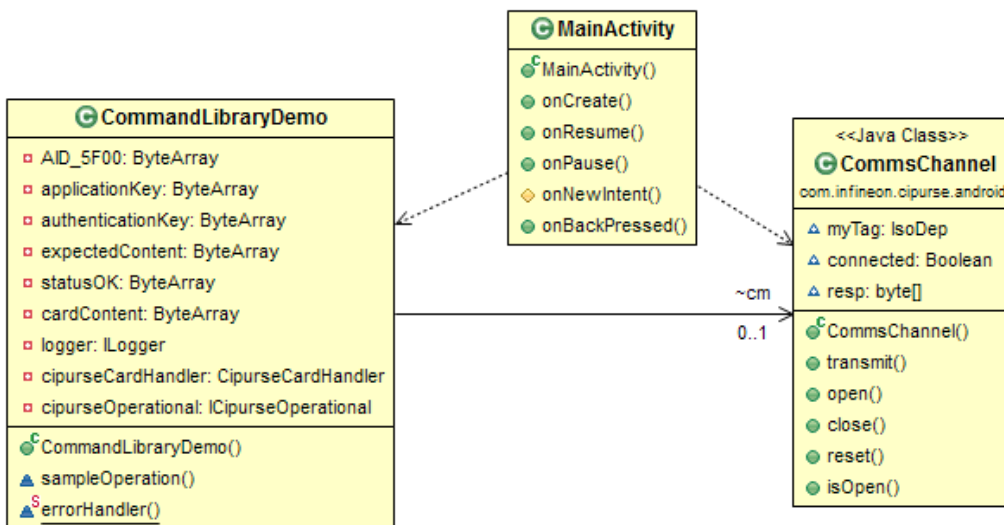 MainActivity
MainActivity()
onCreate()
onResume()
onPause()
onNewIntent()
onBackPressed()
CommandLibraryDemo
AID_5F00: ByteArray
applicationKey: ByteArray
authenticationKey: ByteArray
expectedContent: ByteArray
statusOK: ByteArray
cardContent: ByteArray
logger: ILogger
cipurseCardHandler: CipurseCardHandler
cipurseOperational: ICipurseOperational
CommandLibraryDemo()
sampleOperation()
errorHandler()
~cm
0..1
<<Java Class>>
CommsChannel
com.infineon.cipurse.android
myTag: IsoDep
connected: Boolean
resp: byte[]
CommsChannel()
transmit()
open()
close()
reset()
isOpen()